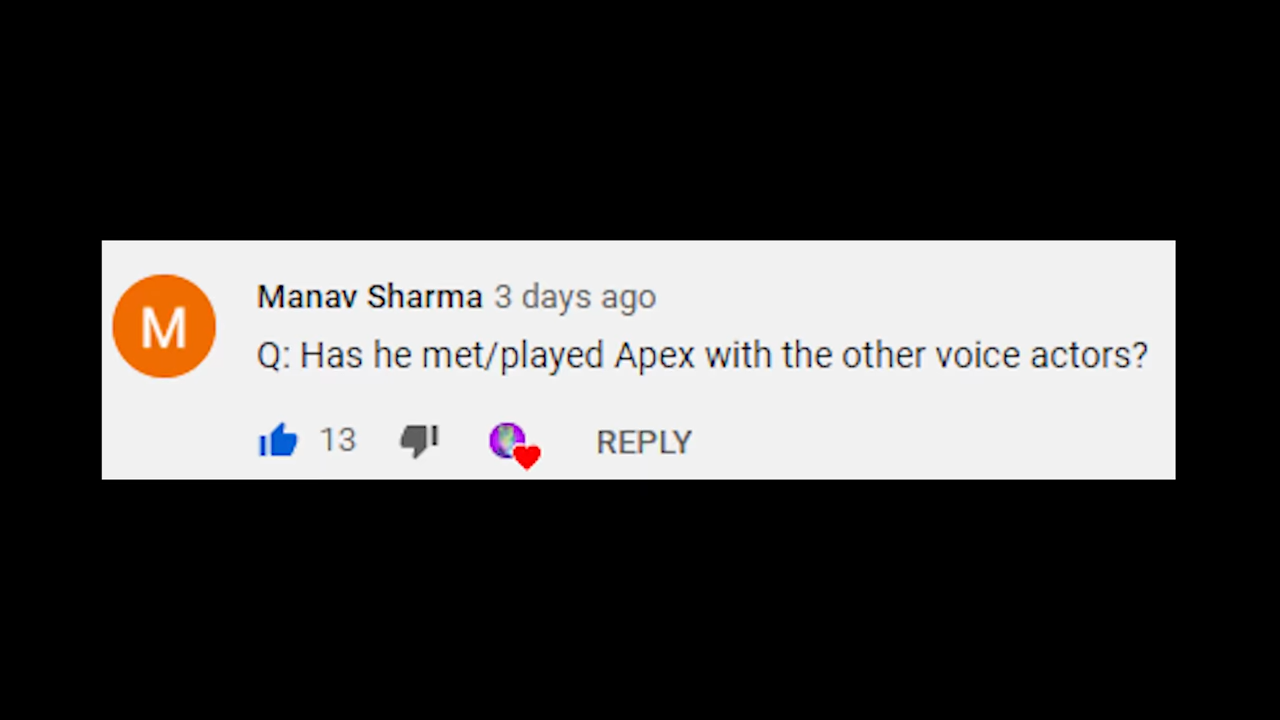 M
Manav Sharma 3 days ago
Q: Has he met/played Apex with the other voice actors?
13 REPLY